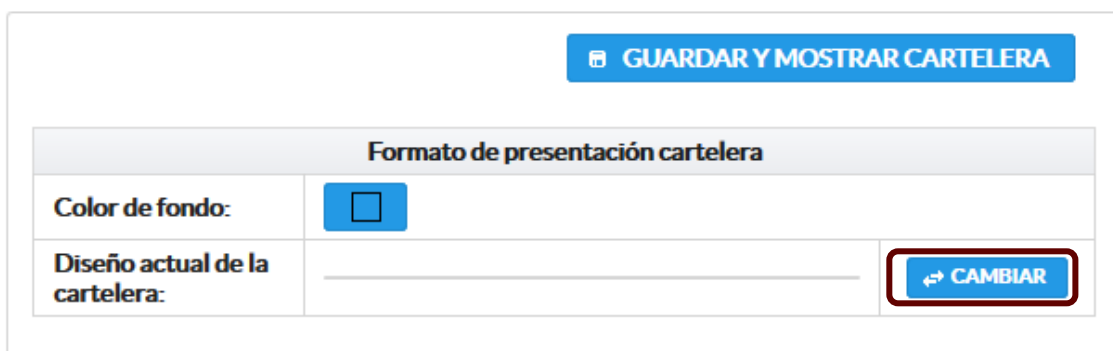 GUARDAR Y MOSTRAR CARTELERA
Formato de presentación cartelera
Color de fondo:
Diseño actual de la
cartelera:
CAMBIAR